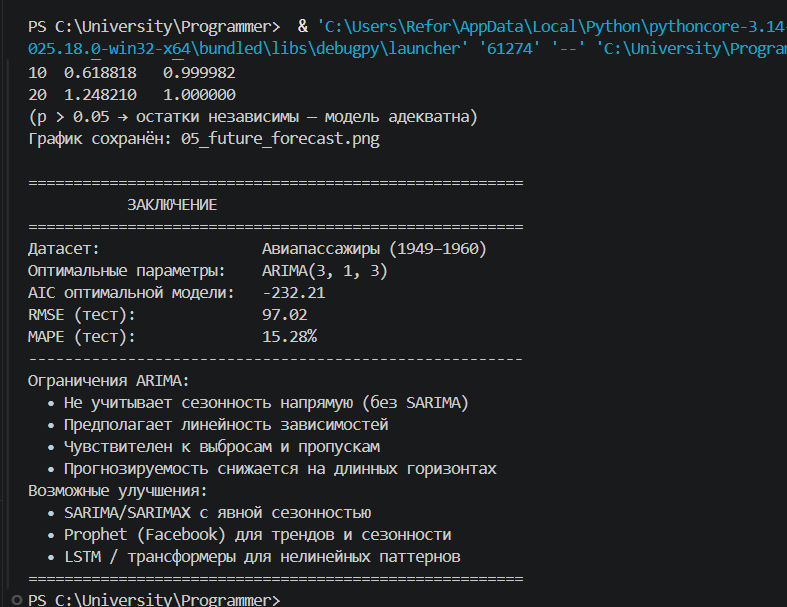 PS C:\University\Programmer>  & 'C:\Users\Refor\AppData\Local\Python\pythoncore-3.14-
025.18.0-win32-x64\bundled\libs\debugpy\launcher' '61274' '--' 'C:\University\Program
10  0.618818   0.999982
20  1.248210   1.000000
(p > 0.05 → остатки независимы — модель адекватна)
График сохранён: 05_future_forecast.png
=======================================================
ЗАКЛЮЧЕНИЕ
=======================================================
Датасет:                  Авиапассажиры (1949–1960)
Оптимальные параметры:    ARIMA(3, 1, 3)
AIC оптимальной модели:   -232.21
RMSE (тест):              97.02
MAPE (тест):              15.28%
-------------------------------------------------------
Ограничения ARIMA:
• Не учитывает сезонность напрямую (без SARIMA)
• Предполагает линейность зависимостей
• Чувствителен к выбросам и пропускам
• Прогнозируемость снижается на длинных горизонтах
Возможные улучшения:
• SARIMA/SARIMAX с явной сезонностью
• Prophet (Facebook) для трендов и сезонности
• LSTM / трансформеры для нелинейных паттернов
=======================================================
PS C:\University\Programmer>